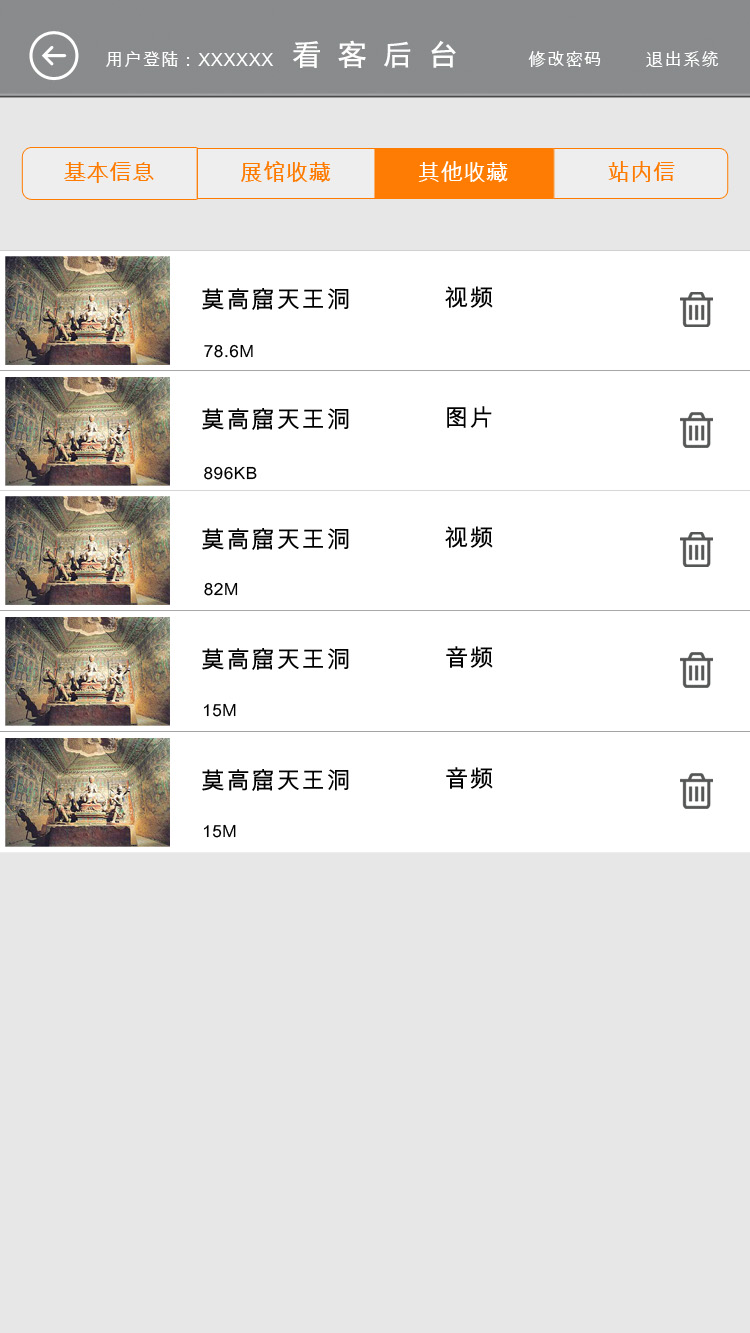 用户登陆：XXXXXX 看客后台 修改密码 退出系统
基本信息 展馆收藏 其他收藏 站内信
莫高窟天王洞 视频
78.6M
莫高窟天王洞 图片
896KB
莫高窟天王洞 视频
82M
莫高窟天王洞 音频
15M
莫高窟天王洞 音频
15M